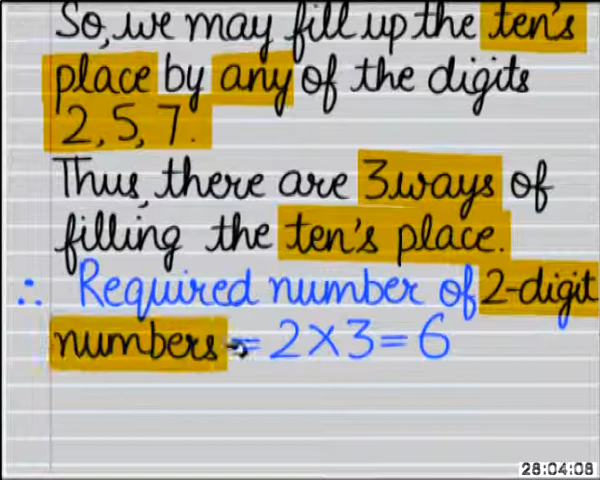 So, we may fill up the ten's
place by any of the digits
2, 5, 7.
Thus, there are 3 ways of
filling the ten's place.
∴ Required number of 2-digit
numbers = 2×3=6
28:04:08